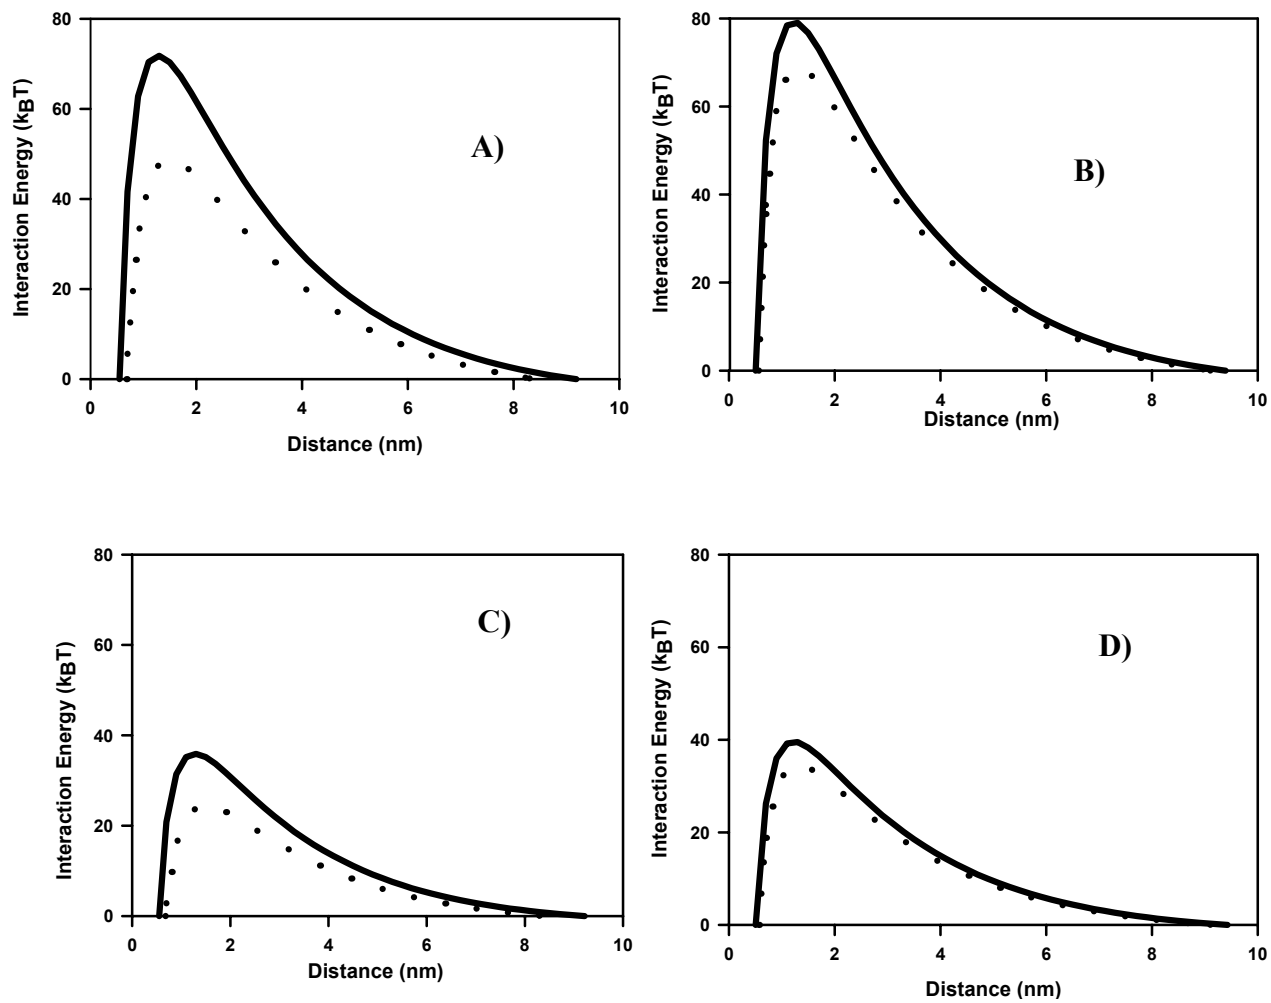 80
60
40
20
0
Interaction Energy (kBT)
A)
0 2 4 6 8 10
Distance (nm)
80
60
40
20
0
Interaction Energy (kBT)
B)
0 2 4 6 8 10
Distance (nm)
80
60
40
20
0
Interaction Energy (kBT)
C)
0 2 4 6 8 10
Distance (nm)
80
60
40
20
0
Interaction Energy (kBT)
D)
0 2 4 6 8 10
Distance (nm)